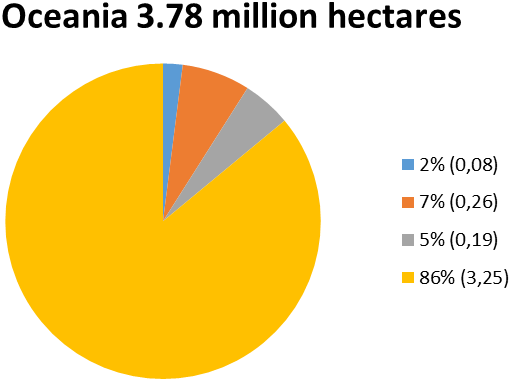 Oceania 3.78 million hectares
2% (0,08)
7% (0,26)
5% (0,19)
86% (3,25)